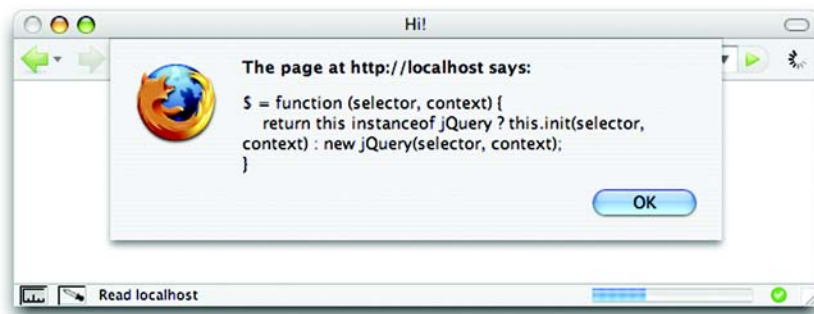 Hi!
The page at http://localhost says:
$ = function (selector, context) {
return this instanceof jQuery ? this.init(selector,
context) : new jQuery(selector, context);
}
OK
Read localhost